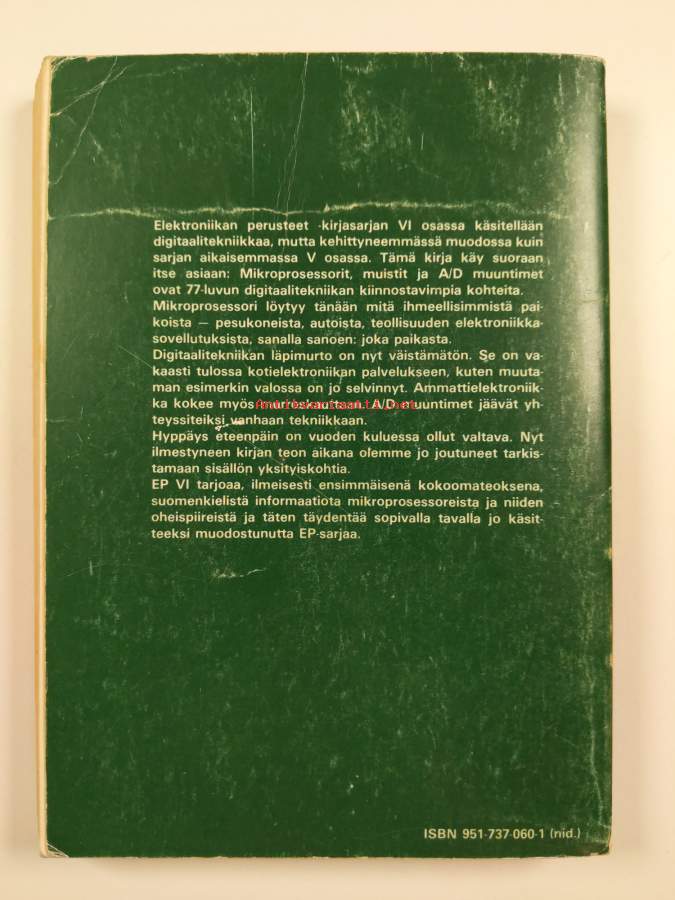 Elektroniikan perusteet -kirjasarjan VI osassa käsitellään
digitaalitekniikkaa, mutta kehittyneemmässä muodossa kuin
sarjan aikaisemmassa V osassa. Tämä kirja käy suoraan
itse asiaan: Mikroprosessorit, muistit ja A/D muuntimet
ovat 77-luvun digitaalitekniikan kiinnostavimpia kohteita.
Mikroprosessori löytyy tänään mitä ihmeellisimmistä pai-
koista — pesukoneista, autoista, teollisuuden elektroniikka-
sovellutuksista, sanalla sanoen: joka paikasta.
Digitaalitekniikan läpimurto on nyt väistämätön. Se on va-
kaasti tulossa kotielektroniikan palvelukseen, kuten muuta-
man esimerkin valossa on jo selvinnyt. Ammattielektroniik-
ka kokee myös murroskauttaan. A/D muuntimet jäävät yh-
teyssiteiksi vanhaan tekniikkaan.
Hyppäys eteenpäin on vuoden kuluessa ollut valtava. Nyt
ilmestyneen kirjan teon aikana olemme jo joutuneet tarkis-
tamaan sisällön yksityiskohtia.
EP VI tarjoaa, ilmeisesti ensimmäisenä kokoomateoksena,
suomenkielistä informaatiota mikroprosessoreista ja niiden
oheispiireistä ja täten täydentää sopivalla tavalla jo käsit-
teeksi muodostunutta EP-sarjaa.
ISBN 951-737-060-1 (nid.)